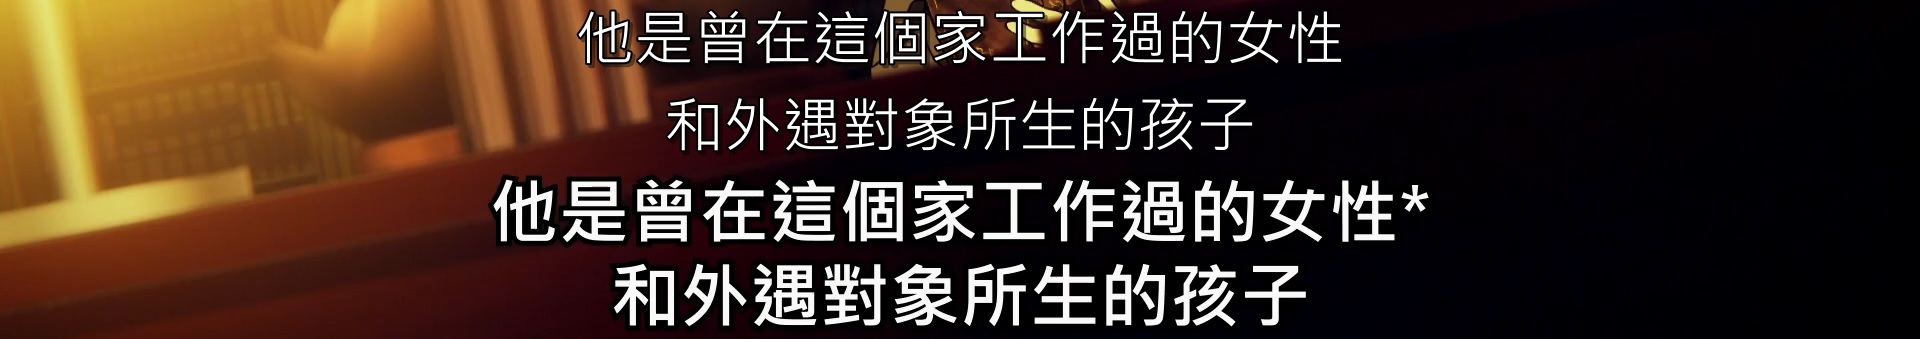 他是曾在這個家工作過的女性
和外遇對象所生的孩子
他是曾在這個家工作過的女性*
和外遇對象所生的孩子